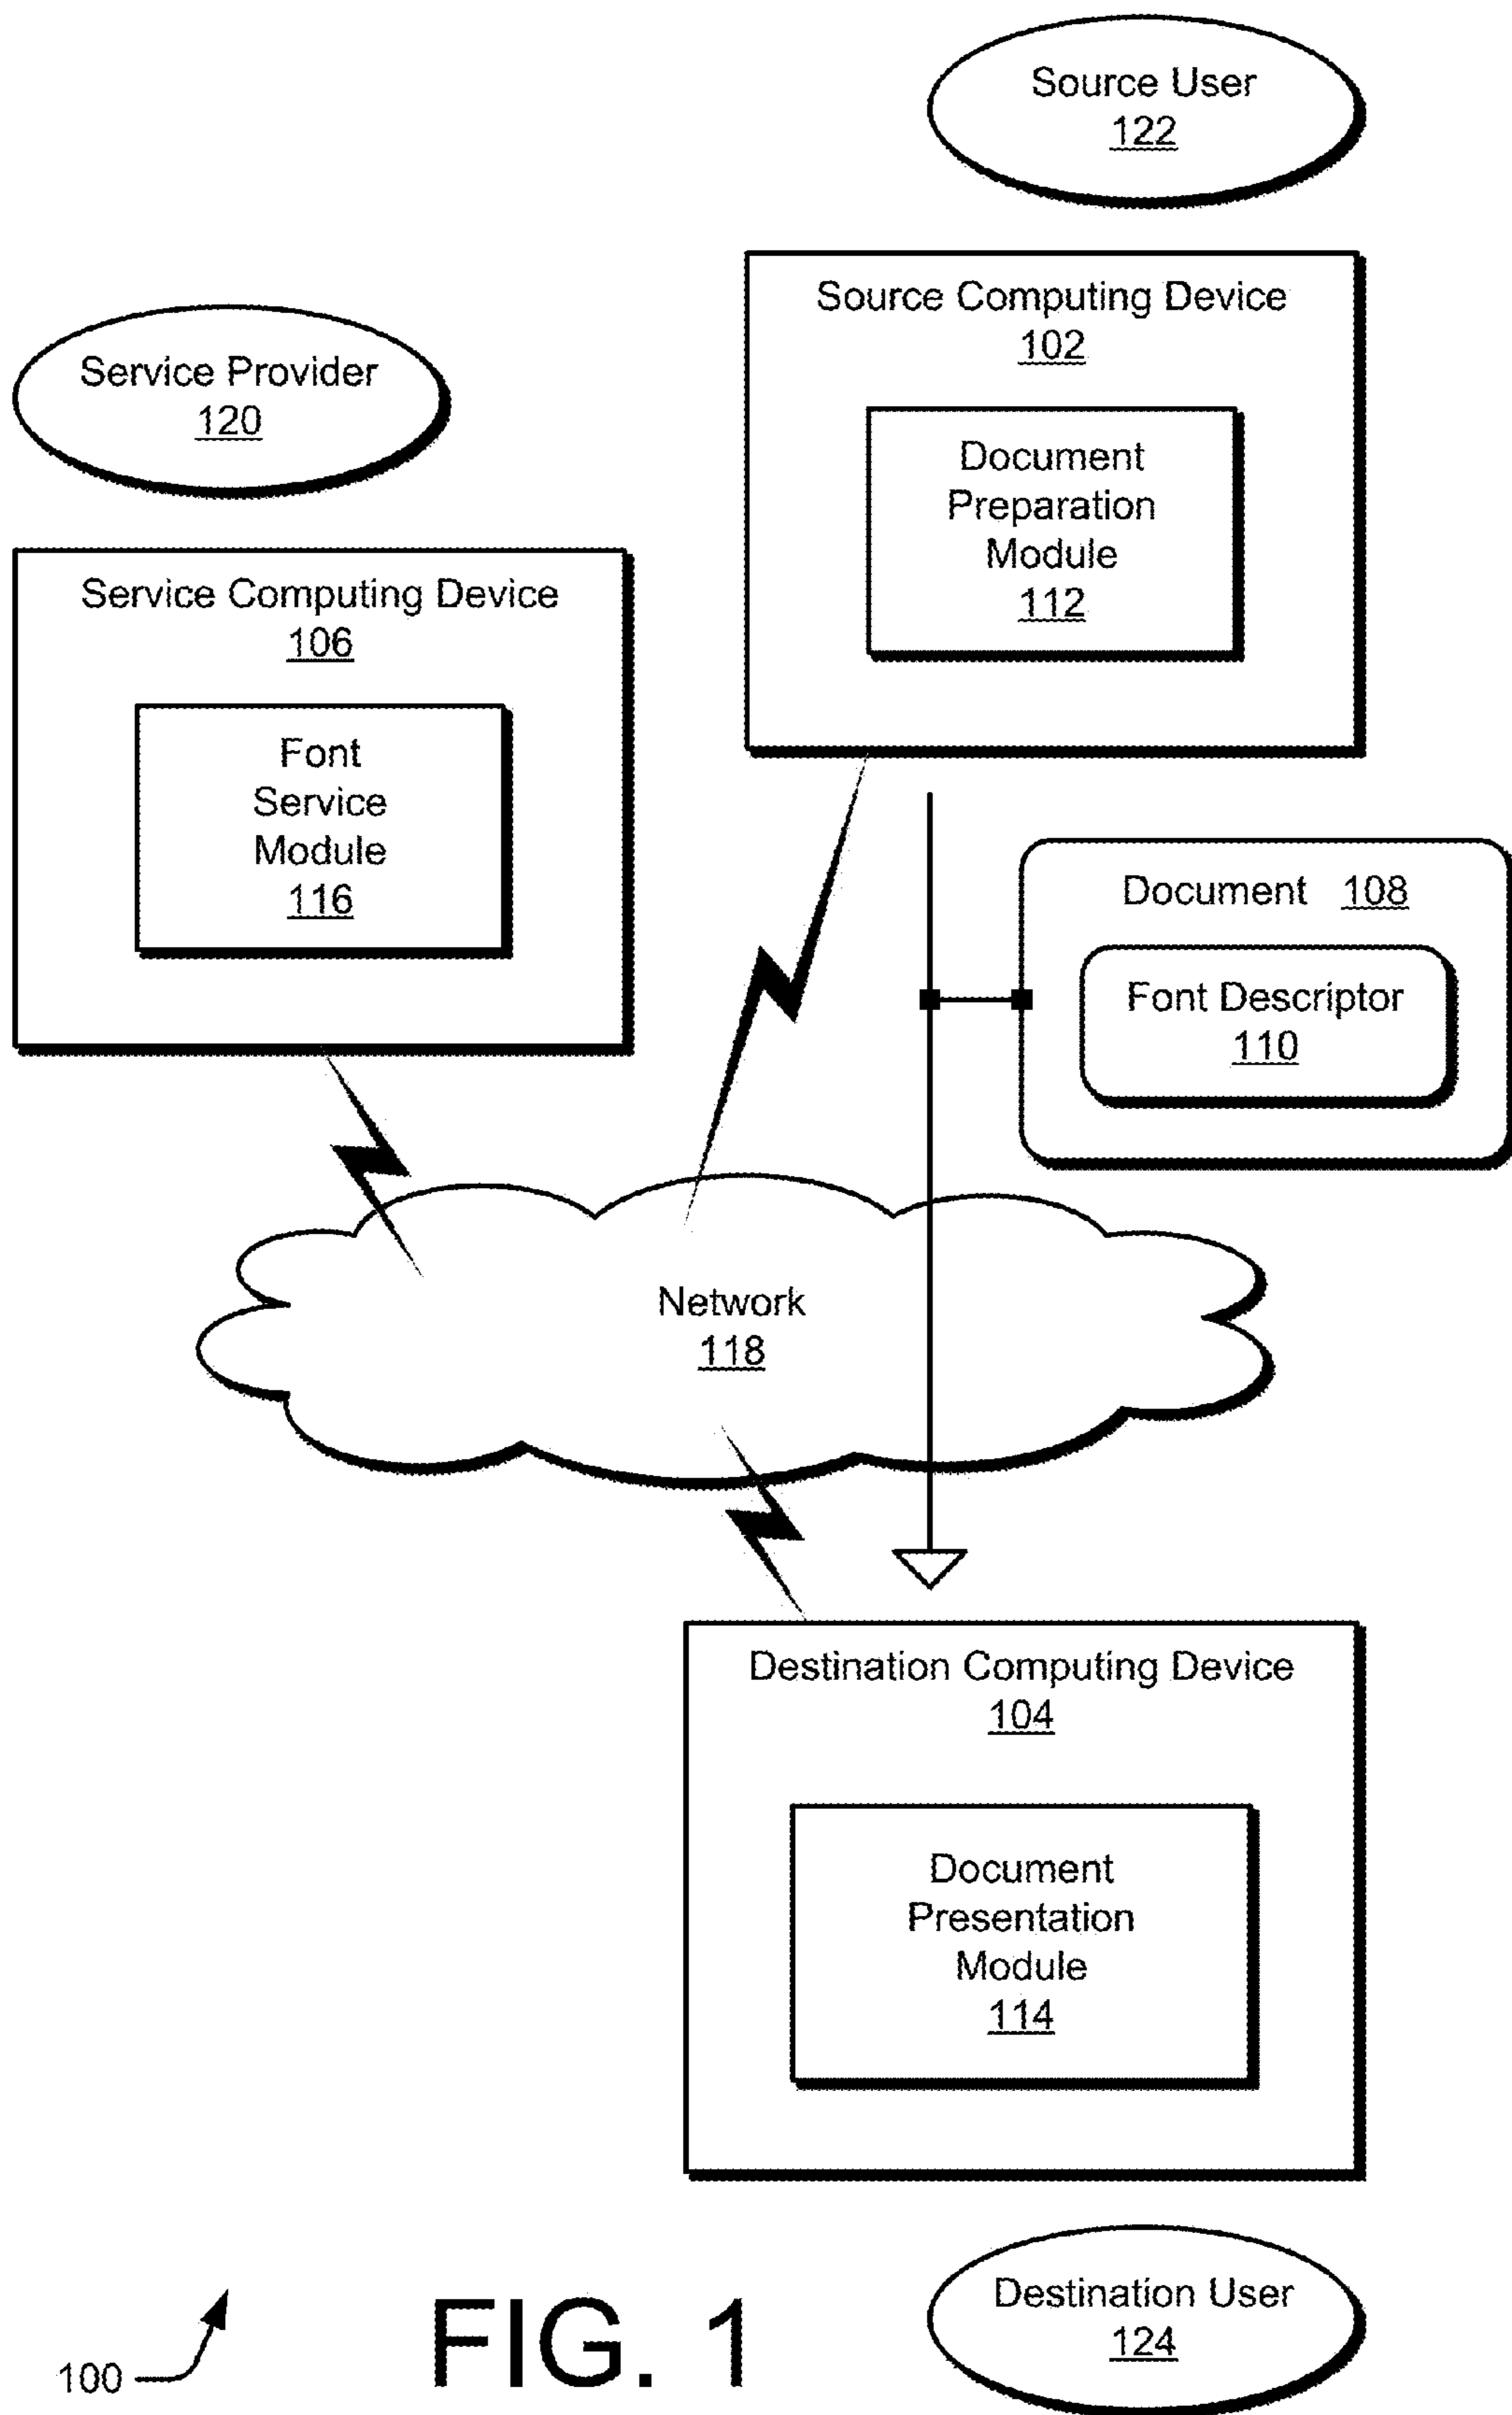 Source User
122
Source Computing Device
102
Document
Preparation
Module
112
Service Provider
120
Service Computing Device
106
Font
Service
Module
116
Document 108
Font Descriptor
110
Network
118
Destination Computing Device
104
Document
Presentation
Module
114
Destination User
124
100
FIG. 1